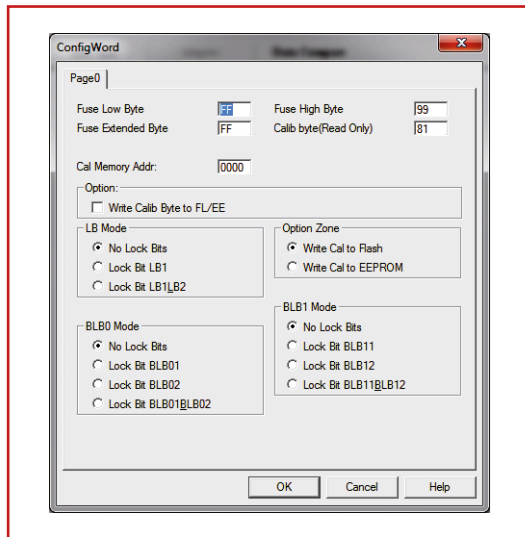 ConfigWord
Page0
Fuse Low Byte FF Fuse High Byte 99
Fuse Extended Byte FF Calib byte(Read Only) 81
Cal Memory Addr: 0000
Option:
Write Calib Byte to FL/EE
LB Mode
No Lock Bits
Lock Bit LB1
Lock Bit LB1LB2
Option Zone
Write Cal to Flash
Write Cal to EEPROM
BLB0 Mode
No Lock Bits
Lock Bit BLB01
Lock Bit BLB02
Lock Bit BLB01BLB02
BLB1 Mode
No Lock Bits
Lock Bit BLB11
Lock Bit BLB12
Lock Bit BLB11BLB12
OK Cancel Help